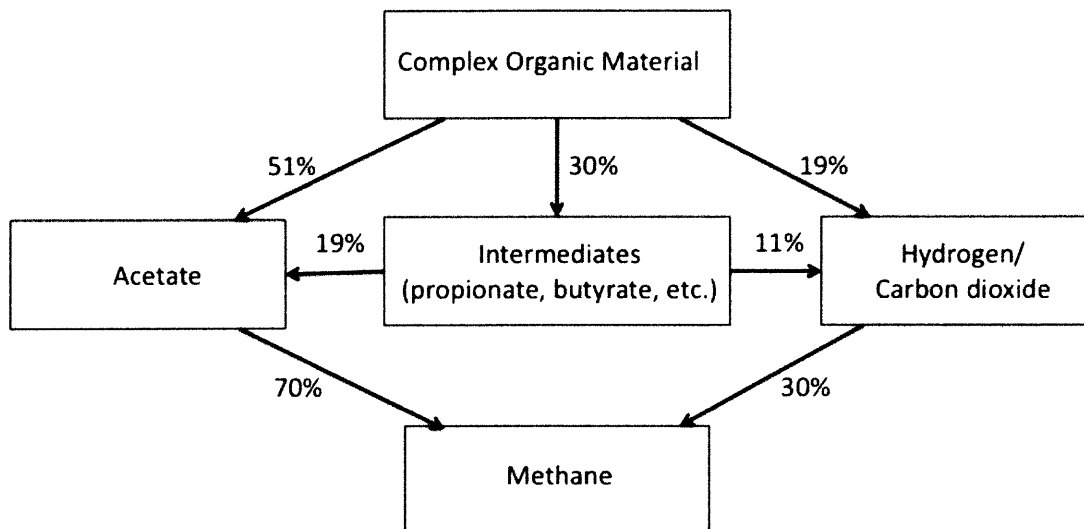 Complex Organic Material
51%
30%
19%
Acetate
19%
Intermediates
(propionate, butyrate, etc.)
11%
Hydrogen/
Carbon dioxide
70%
30%
Methane